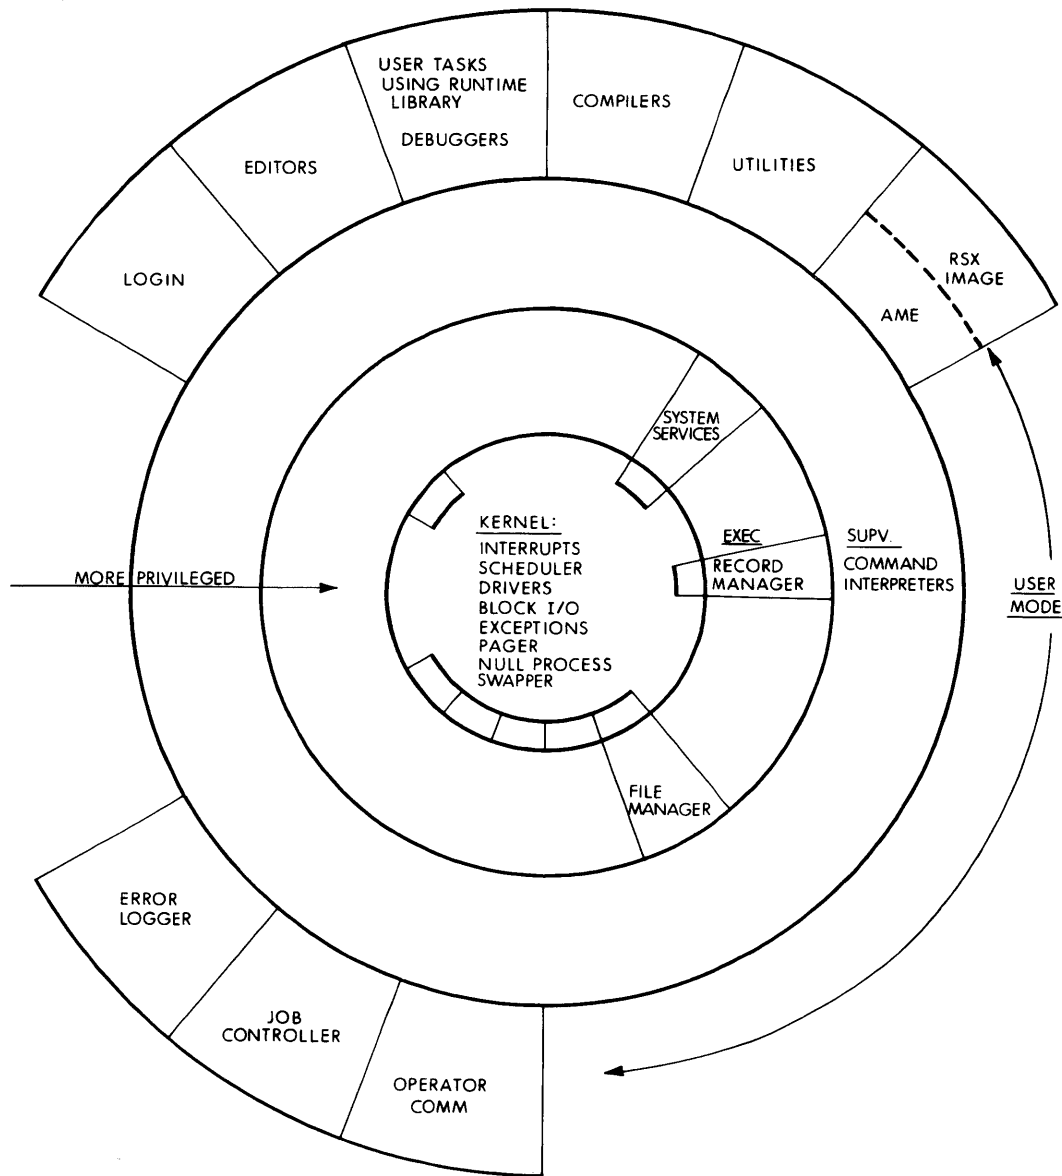 USER TASKS
USING RUNTIME
LIBRARY
DEBUGGERS
COMPILERS
EDITORS
UTILITIES
LOGIN
RSX
IMAGE
AME
SYSTEM
SERVICES
KERNEL:
INTERRUPTS
SCHEDULER
DRIVERS
BLOCK I/O
EXCEPTIONS
PAGER
NULL PROCESS
SWAPPER
EXEC
RECORD
MANAGER
SUPV.
COMMAND
INTERPRETERS
MORE PRIVILEGED
USER
MODE
FILE
MANAGER
ERROR
LOGGER
JOB
CONTROLLER
OPERATOR
COMM